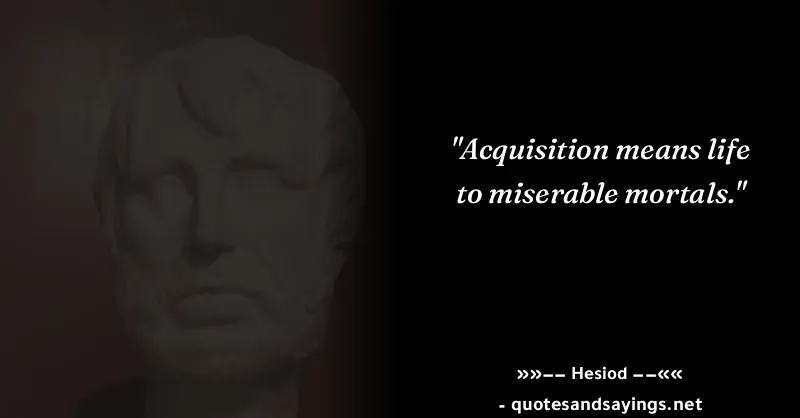 "Acquisition means life
to miserable mortals."
»»−− Hesiod −−««
- quotesandsayings.net